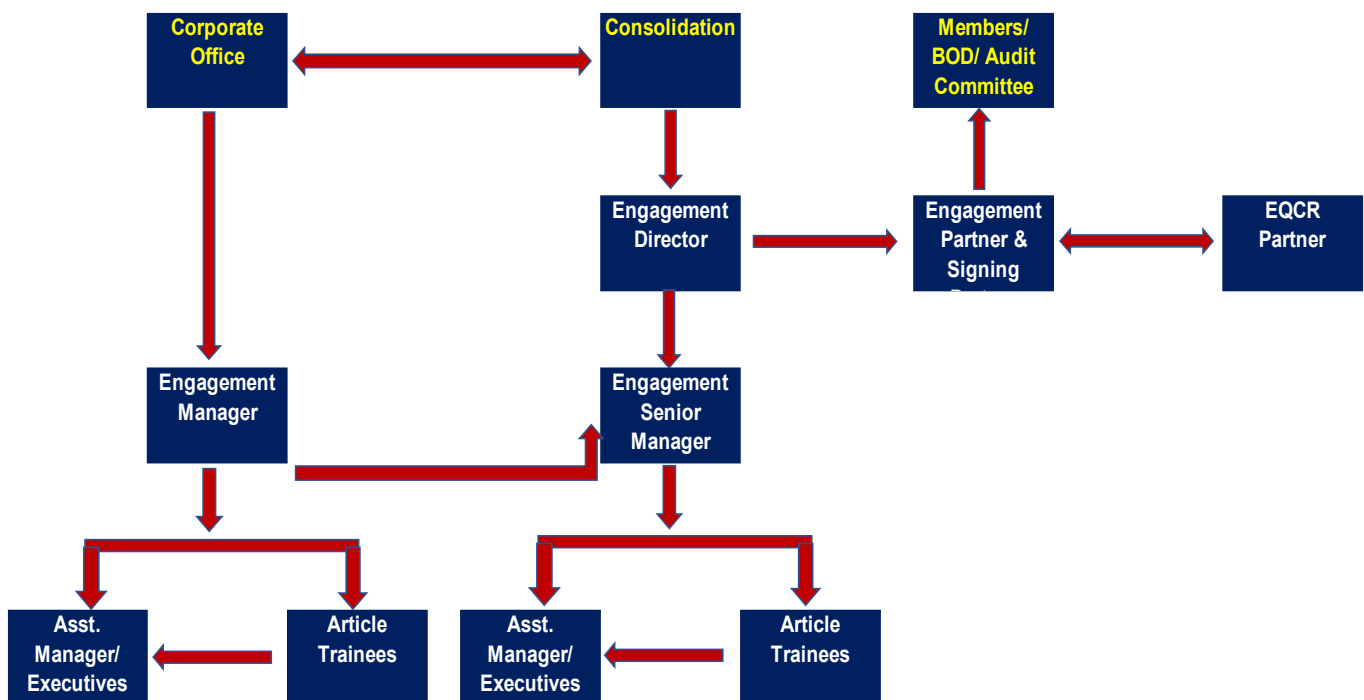 Corporate
Office
Consolidation
Members/
BOD/ Audit
Committee
Engagement
Director
Engagement
Partner &
Signing
EQCR
Partner
Engagement
Manager
Engagement
Senior
Manager
Asst.
Manager/
Executives
Article
Trainees
Asst.
Manager/
Executives
Article
Trainees